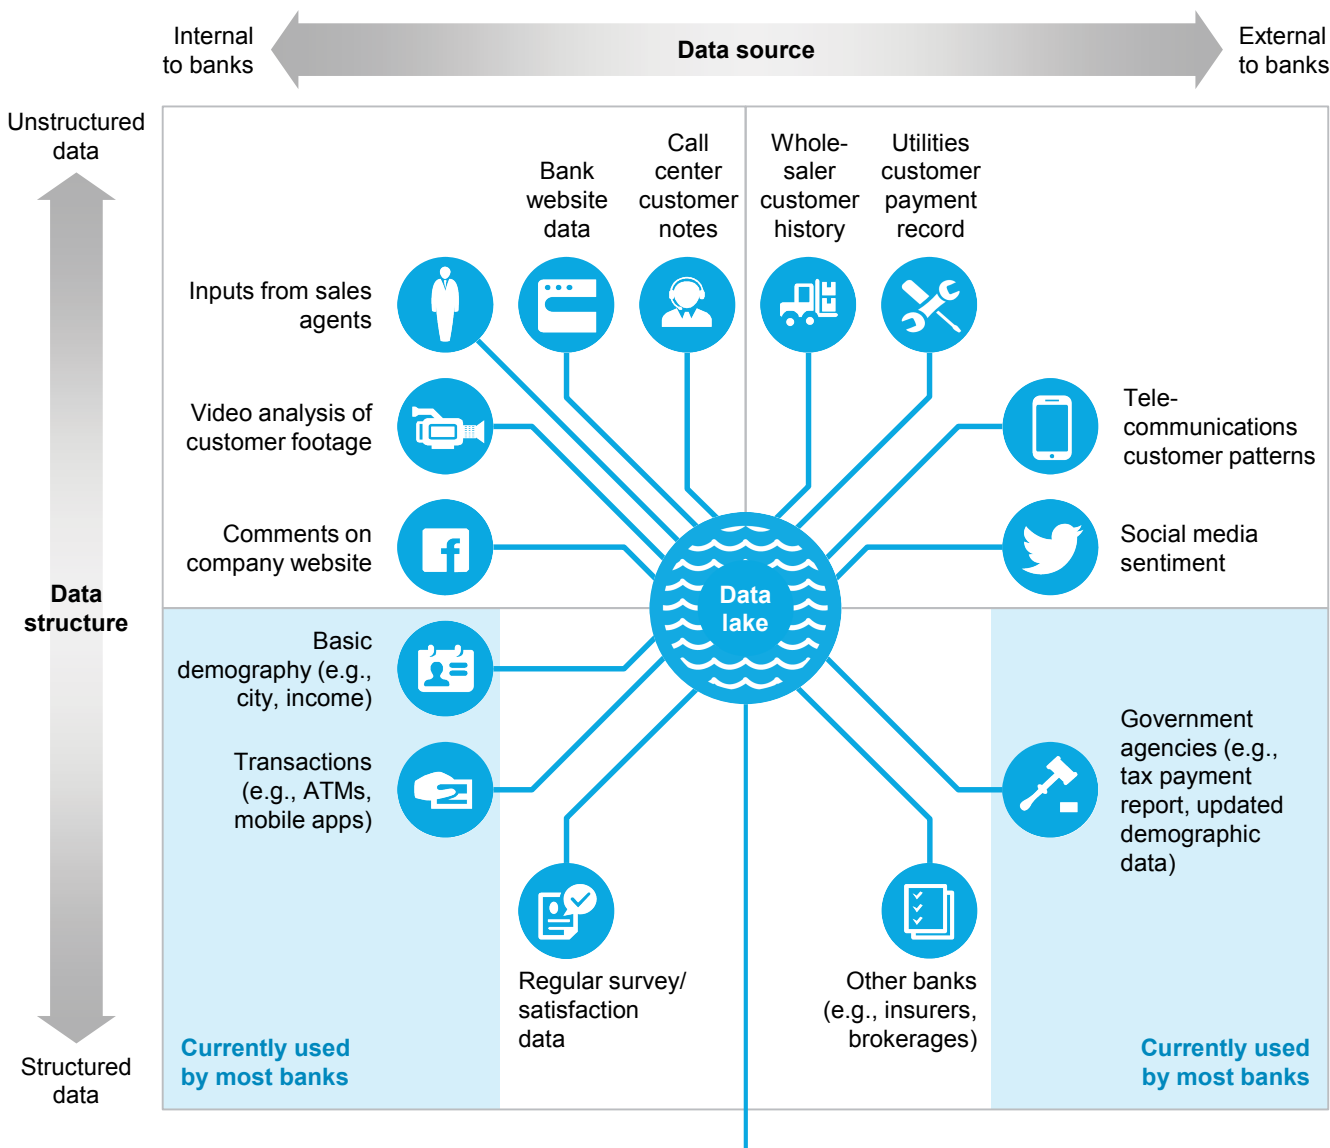 Internal
to banks
Data source
External
to banks
Unstructured
data
Data
structure
Structured
data
Inputs from sales
agents
Bank
website
data
Call
center
customer
notes
Whole-
saler
customer
history
Utilities
customer
payment
record
Video analysis of
customer footage
Tele-
communications
customer patterns
Comments on
company website
Social media
sentiment
Data
lake
Basic
demography (e.g.,
city, income)
Transactions
(e.g., ATMs,
mobile apps)
Government
agencies (e.g.,
tax payment
report, updated
demographic
data)
Regular survey/
satisfaction
data
Other banks
(e.g., insurers,
brokerages)
Currently used
by most banks
Currently used
by most banks